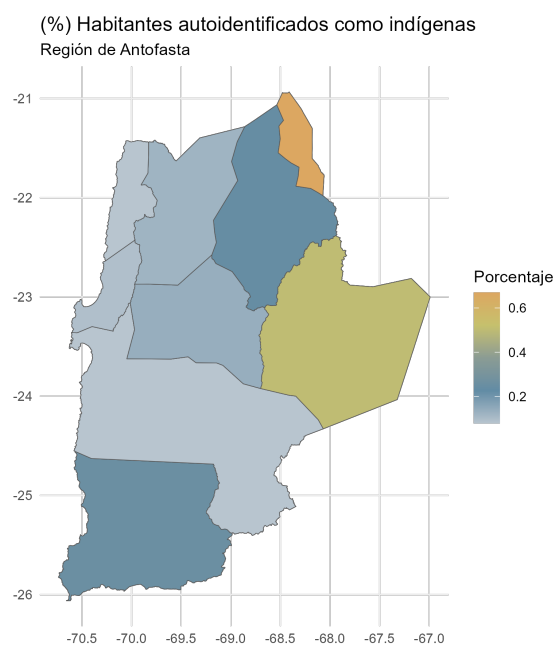 (%) Habitantes autoidentificados como indígenas
Región de Antofasta
-21
-22
-23
-24
-25
-26
-70.5 -70.0 -69.5 -69.0 -68.5 -68.0 -67.5 -67.0
Porcentaje
0.6
0.4
0.2